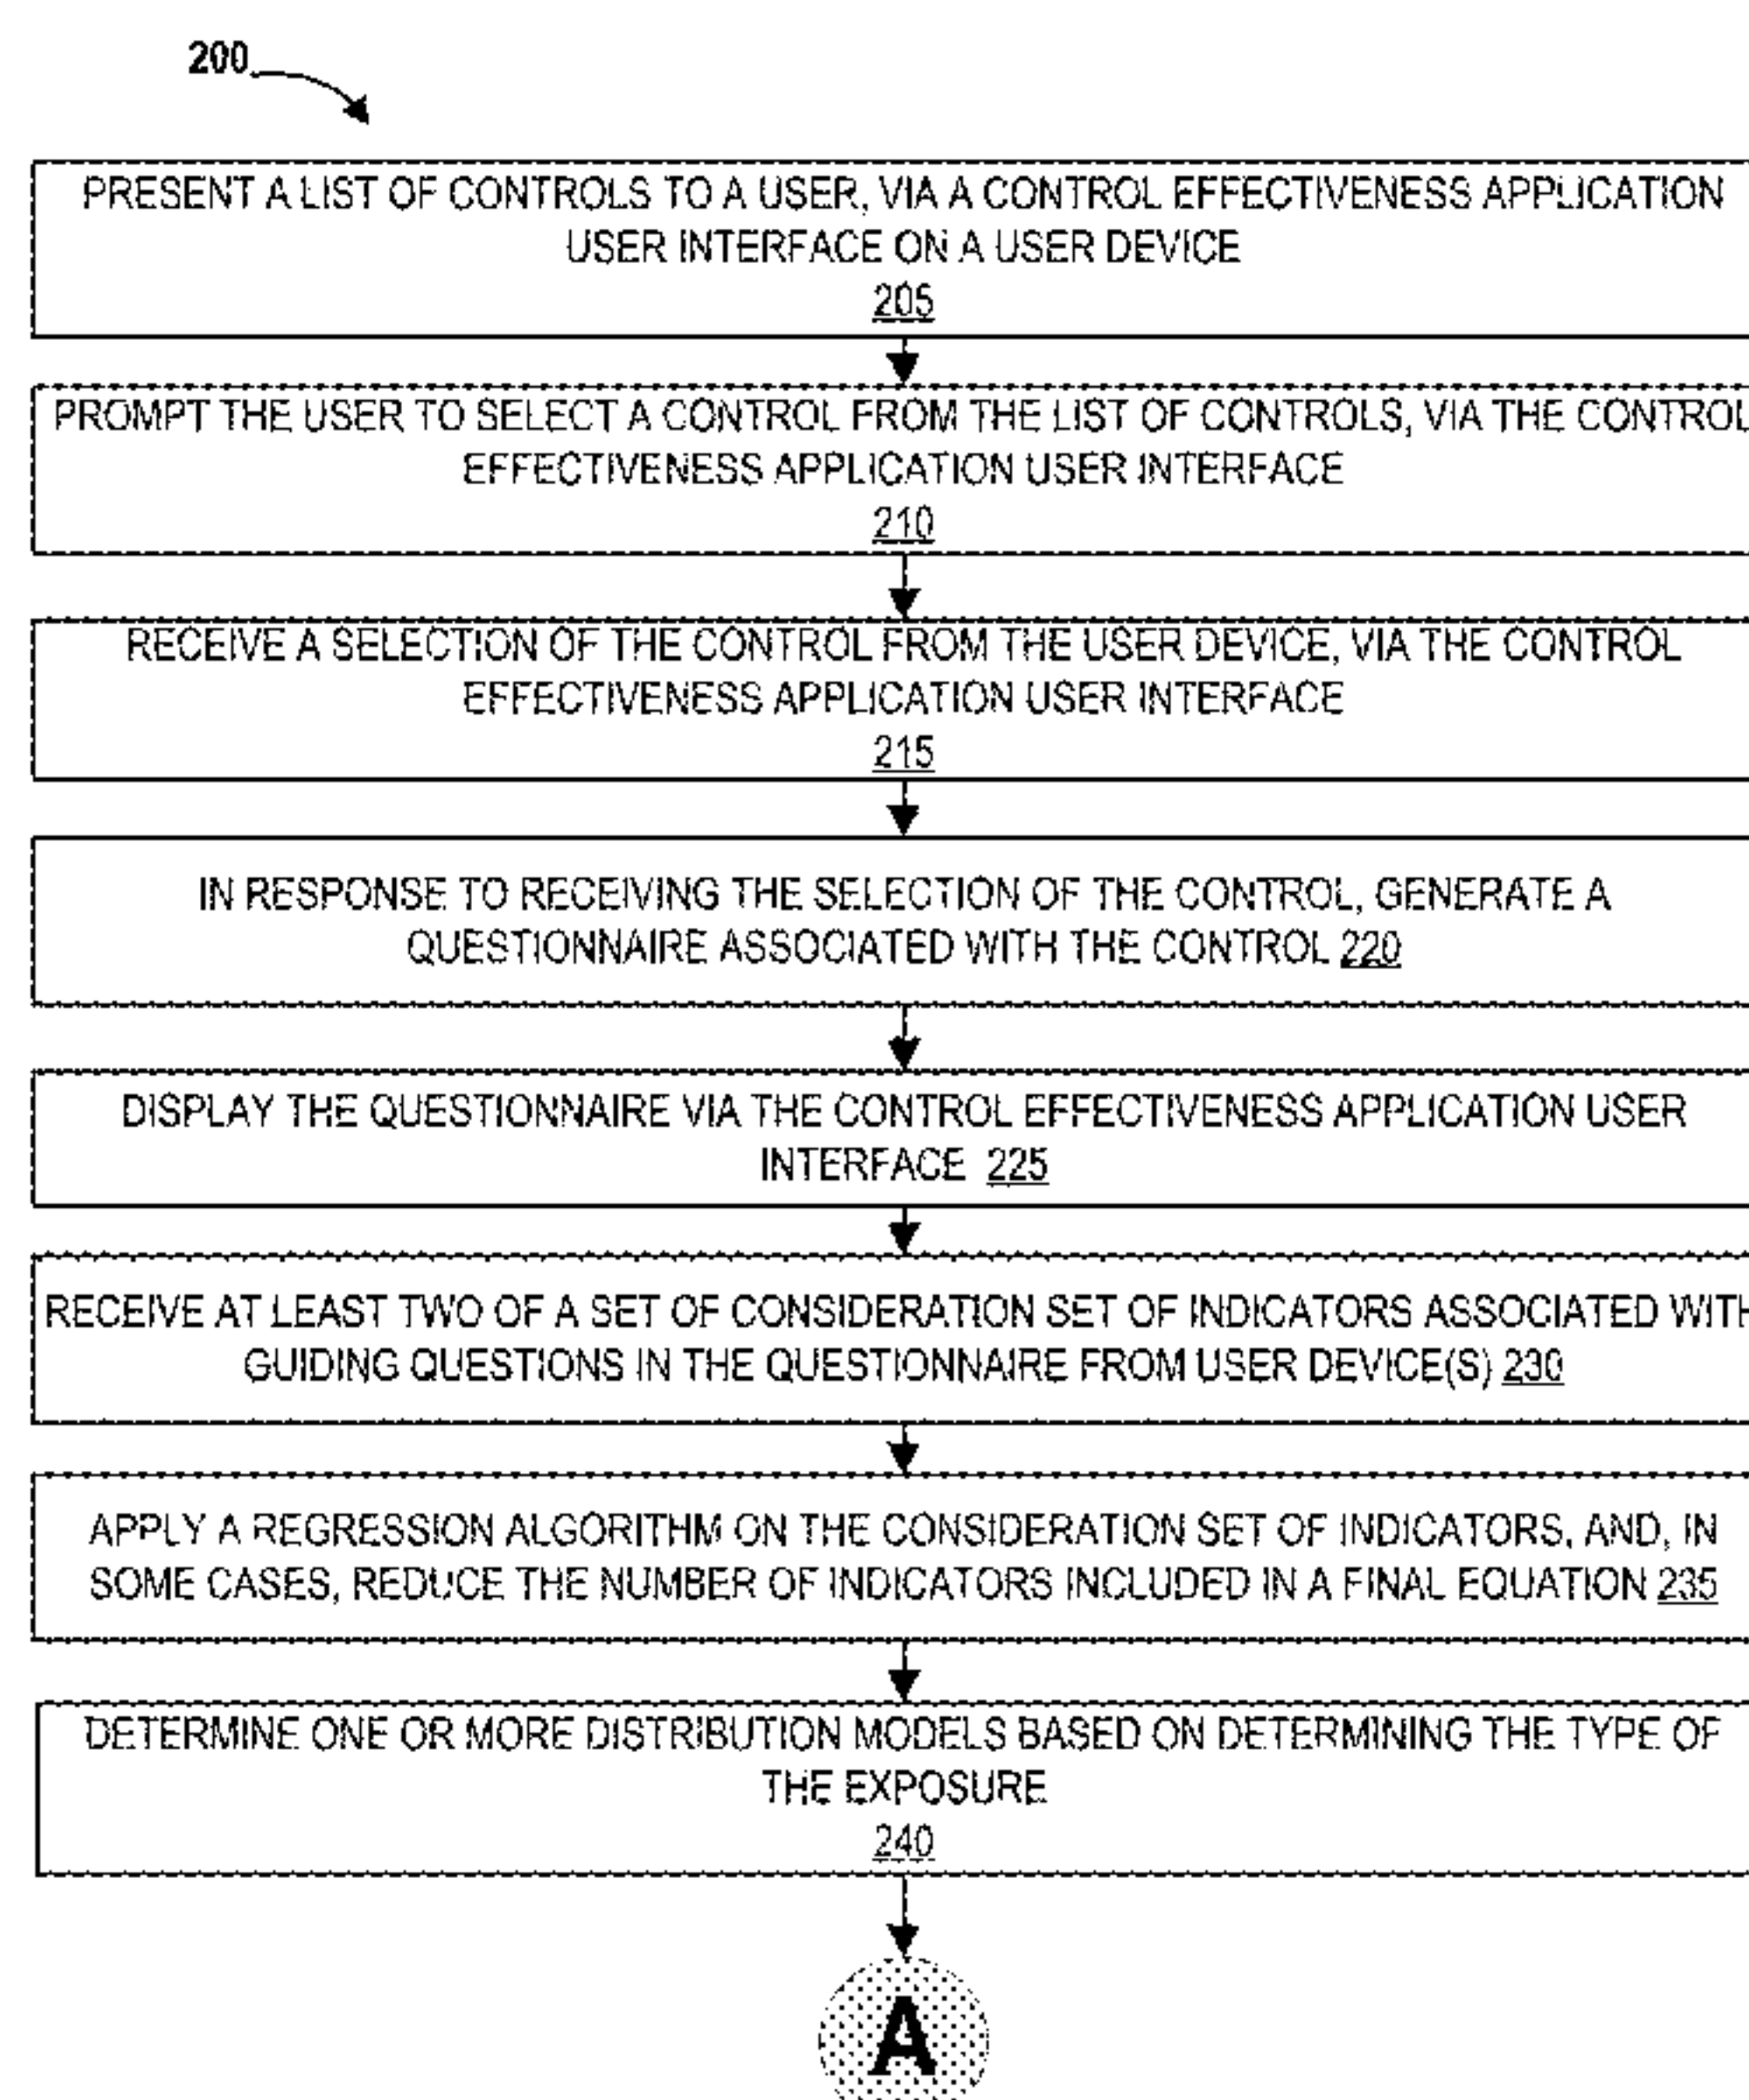 200
PRESENT A LIST OF CONTROLS TO A USER, VIA A CONTROL EFFECTIVENESS APPLICATION
USER INTERFACE ON A USER DEVICE
205
PROMPT THE USER TO SELECT A CONTROL FROM THE LIST OF CONTROLS, VIA THE CONTROL
EFFECTIVENESS APPLICATION USER INTERFACE
210
RECEIVE A SELECTION OF THE CONTROL FROM THE USER DEVICE, VIA THE CONTROL
EFFECTIVENESS APPLICATION USER INTERFACE
215
IN RESPONSE TO RECEIVING THE SELECTION OF THE CONTROL, GENERATE A
QUESTIONNAIRE ASSOCIATED WITH THE CONTROL 220
DISPLAY THE QUESTIONNAIRE VIA THE CONTROL EFFECTIVENESS APPLICATION USER
INTERFACE 225
RECEIVE AT LEAST TWO OF A SET OF CONSIDERATION SET OF INDICATORS ASSOCIATED WITH
GUIDING QUESTIONS IN THE QUESTIONNAIRE FROM USER DEVICE(S) 230
APPLY A REGRESSION ALGORITHM ON THE CONSIDERATION SET OF INDICATORS, AND, IN
SOME CASES, REDUCE THE NUMBER OF INDICATORS INCLUDED IN A FINAL EQUATION 235
DETERMINE ONE OR MORE DISTRIBUTION MODELS BASED ON DETERMINING THE TYPE OF
THE EXPOSURE
240
A